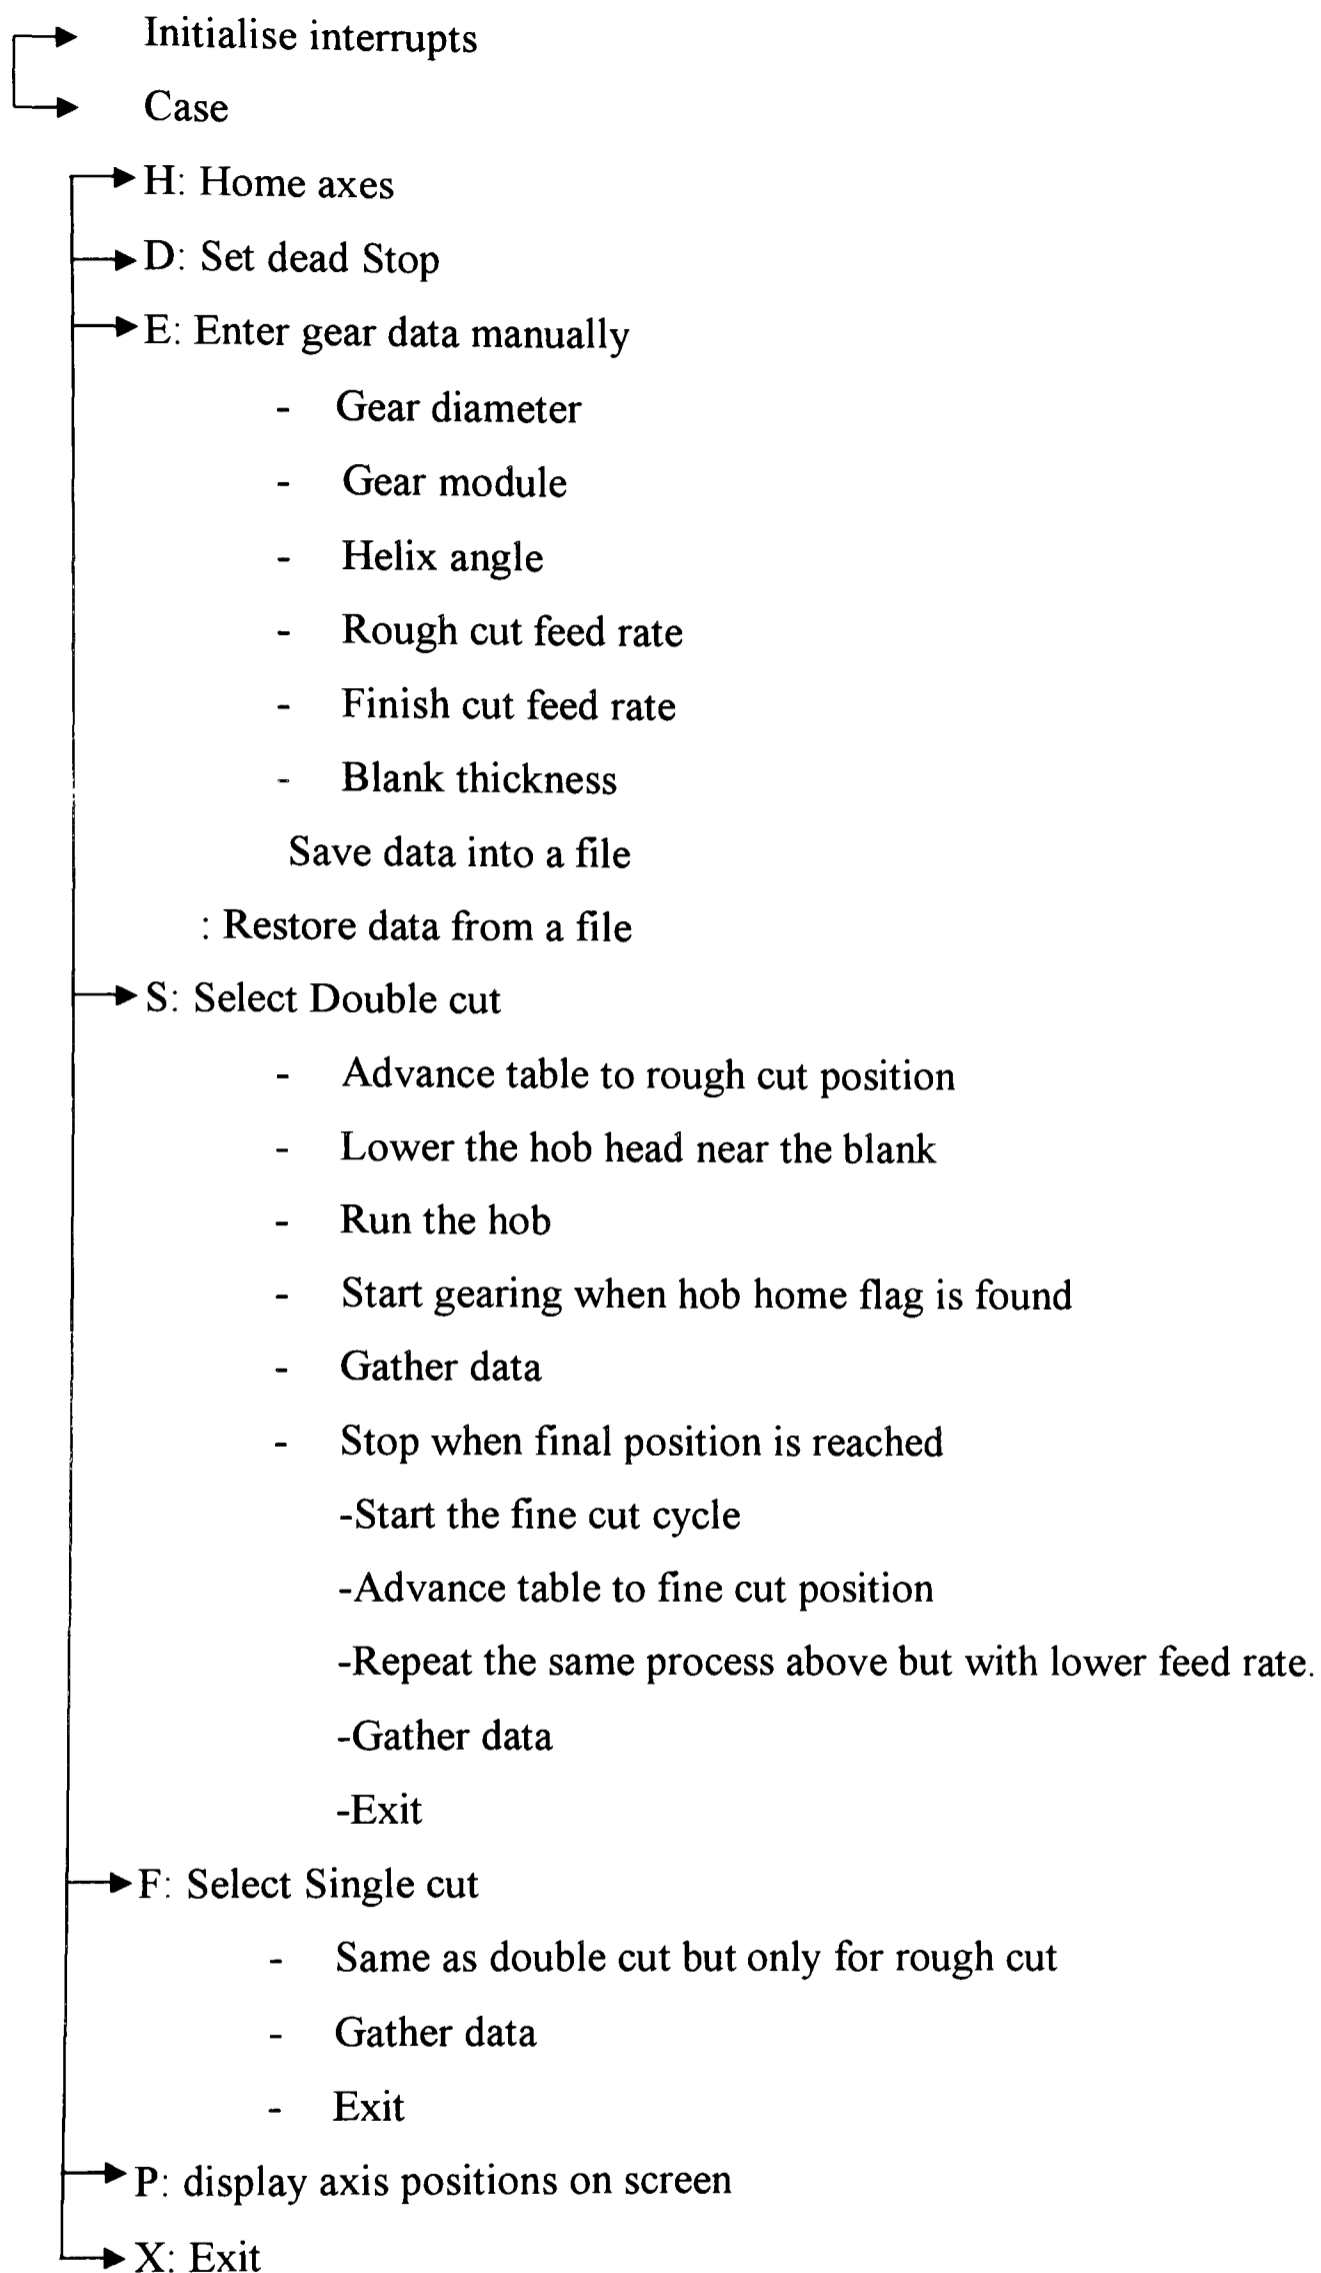 Initialise interrupts
Case
H: Home axes
D: Set dead Stop
E: Enter gear data manually
- Gear diameter
- Gear module
- Helix angle
- Rough cut feed rate
- Finish cut feed rate
- Blank thickness
Save data into a file
: Restore data from a file
S: Select Double cut
- Advance table to rough cut position
- Lower the hob head near the blank
- Run the hob
- Start gearing when hob home flag is found
- Gather data
- Stop when final position is reached
-Start the fine cut cycle
-Advance table to fine cut position
-Repeat the same process above but with lower feed rate.
-Gather data
-Exit
F: Select Single cut
- Same as double cut but only for rough cut
- Gather data
- Exit
P: display axis positions on screen
X: Exit